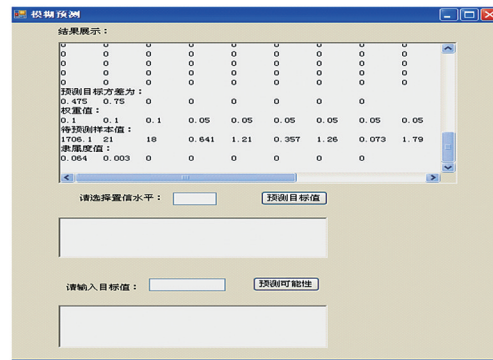 模糊预测
结果展示：
0 0 0 0 0 0 0 0 0
0 0 0 0 0 0 0 0 0
0 0 0 0 0 0 0 0 0
0 0 0 0 0 0 0 0 0
0 0 0 0 0 0 0 0 0
预测目标方差为：
0.475 0.75 0 0 0 0 0
权重值：
0.1 0.1 0.1 0.05 0.05 0.05 0.05 0.05 0.05
待预测样本值：
1706.1 21 18 0.641 1.21 0.357 1.26 0.073 1.79
隶属度值：
0.064 0.003 0 0 0 0 0 0
请选择置信水平：
预测目标值
请输入目标值：
预测可能性